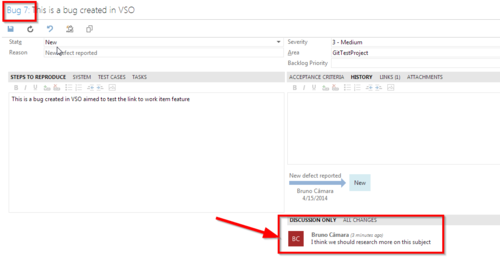 Bug 7: This is a bug created in VSO
State New
Reason New defect reported
Severity 3 - Medium
Area GitTestProject
Backlog Priority
STEPS TO REPRODUCE SYSTEM TEST CASES TASKS
B I U
This is a bug created in VSO aimed to test the link to work item feature
ACCEPTANCE CRITERIA HISTORY LINKS (1) ATTACHMENTS
B I U
New defect reported
New
Bruno Câmara
4/15/2014
DISCUSSION ONLY ALL CHANGES
BC
Bruno Câmara (3 minutes ago)
I think we should research more on this subject